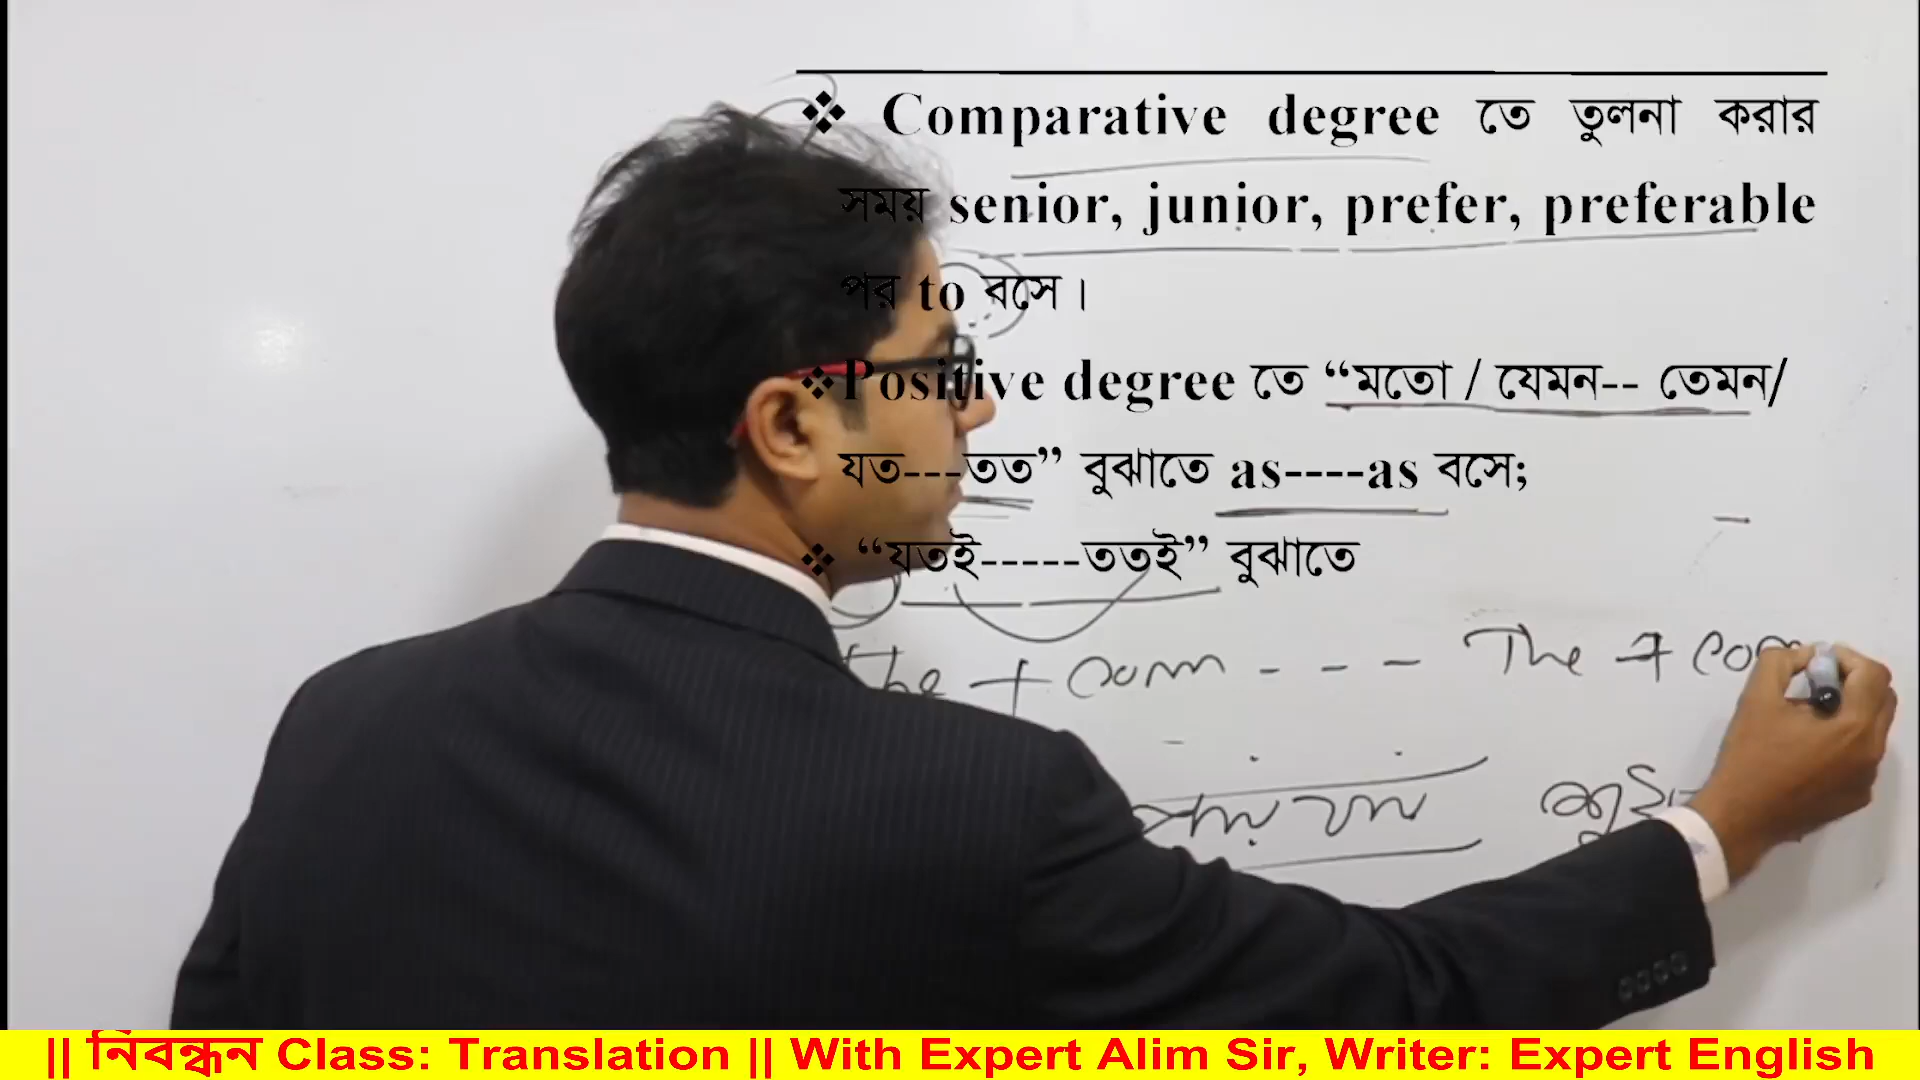 ❖ Comparative degree তে তুলনা করার
সময় senior, junior, prefer, preferable
পর to বসে।
❖Positive degree তে “মতো / যেমন-- তেমন/
যত---তত” বুঝাতে as----as বসে;
❖ “যতই-----ততই” বুঝাতে
The + com - - - The + com
|| নিবন্ধন Class: Translation || With Expert Alim Sir, Writer: Expert English